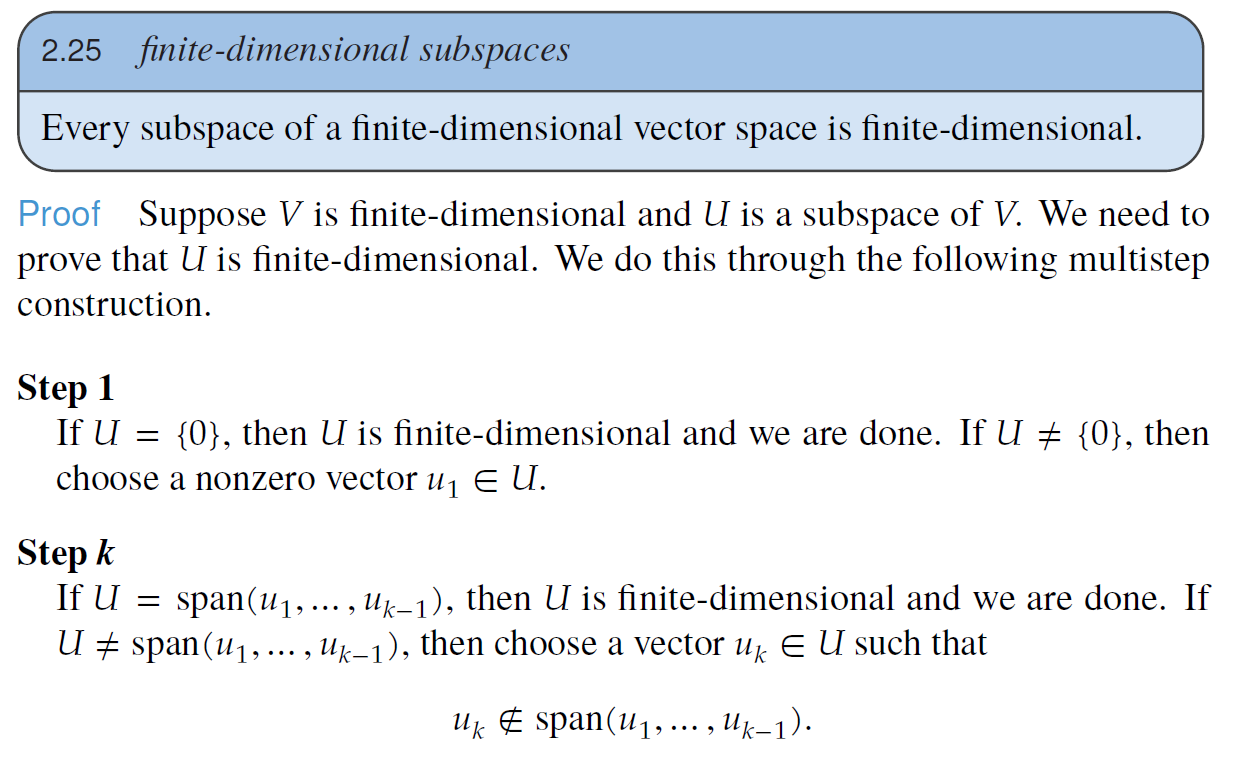 2.25 finite-dimensional subspaces
Every subspace of a finite-dimensional vector space is finite-dimensional.
Proof Suppose V is finite-dimensional and U is a subspace of V. We need to
prove that U is finite-dimensional. We do this through the following multistep
construction.
Step 1
If U = {0}, then U is finite-dimensional and we are done. If U ≠ {0}, then
choose a nonzero vector u₁ ∈ U.
Step k
If U = span(u₁, … , uₖ₋₁), then U is finite-dimensional and we are done. If
U ≠ span(u₁, … , uₖ₋₁), then choose a vector uₖ ∈ U such that
uₖ ∉ span(u₁, … , uₖ₋₁).